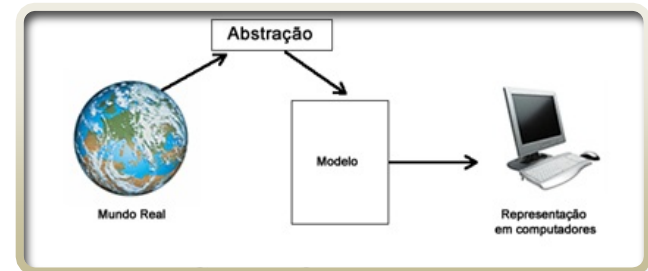 Abstração
Modelo
Mundo Real
Representação
em computadores